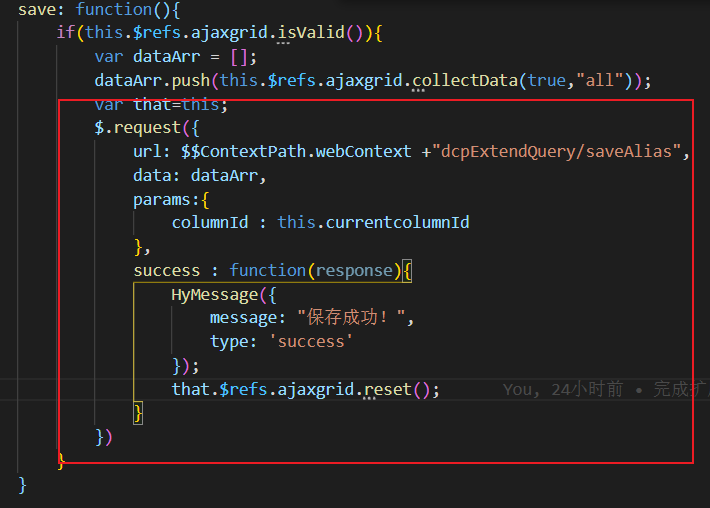 save: function(){
if(this.$refs.ajaxgrid.isValid()){
var dataArr = [];
dataArr.push(this.$refs.ajaxgrid.collectData(true,"all"));
var that=this;
$.request({
url: $$ContextPath.webContext +"dcpExtendQuery/saveAlias",
data: dataArr,
params:{
columnId : this.currentcolumnId
},
success : function(response){
HyMessage({
message: "保存成功！",
type: 'success'
});
that.$refs.ajaxgrid.reset(); You, 24小时前 • 完成扩
}
})
}
}